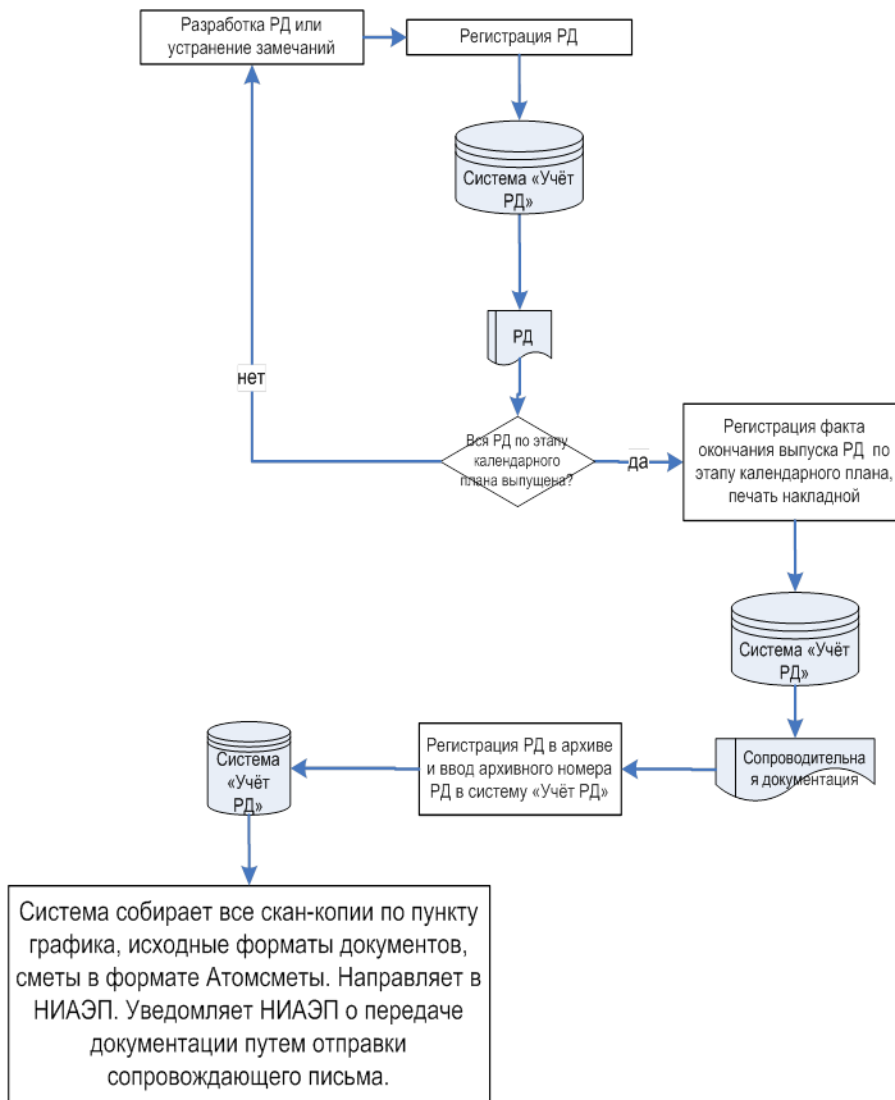 Разработка РД или
устранение замечаний
Регистрация РД
Система «Учёт
РД»
РД
нет
Вся РД по этапу
календарного
плана выпущена?
да
Регистрация факта
окончания выпуска РД по
этапу календарного плана,
печать накладной
Система «Учёт
РД»
Сопроводительна
я документация
Регистрация РД в архиве
и ввод архивного номера
РД в систему «Учёт РД»
Система
«Учёт
РД»
Система собирает все скан-копии по пункту
графика, исходные форматы документов,
сметы в формате Атомсметы. Направляет в
НИАЭП. Уведомляет НИАЭП о передаче
документации путем отправки
сопровождающего письма.